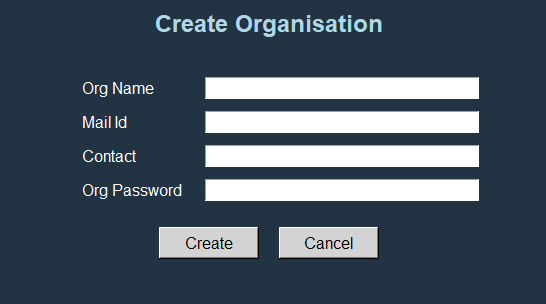 Create Organisation
Org Name
Mail Id
Contact
Org Password
Create Cancel